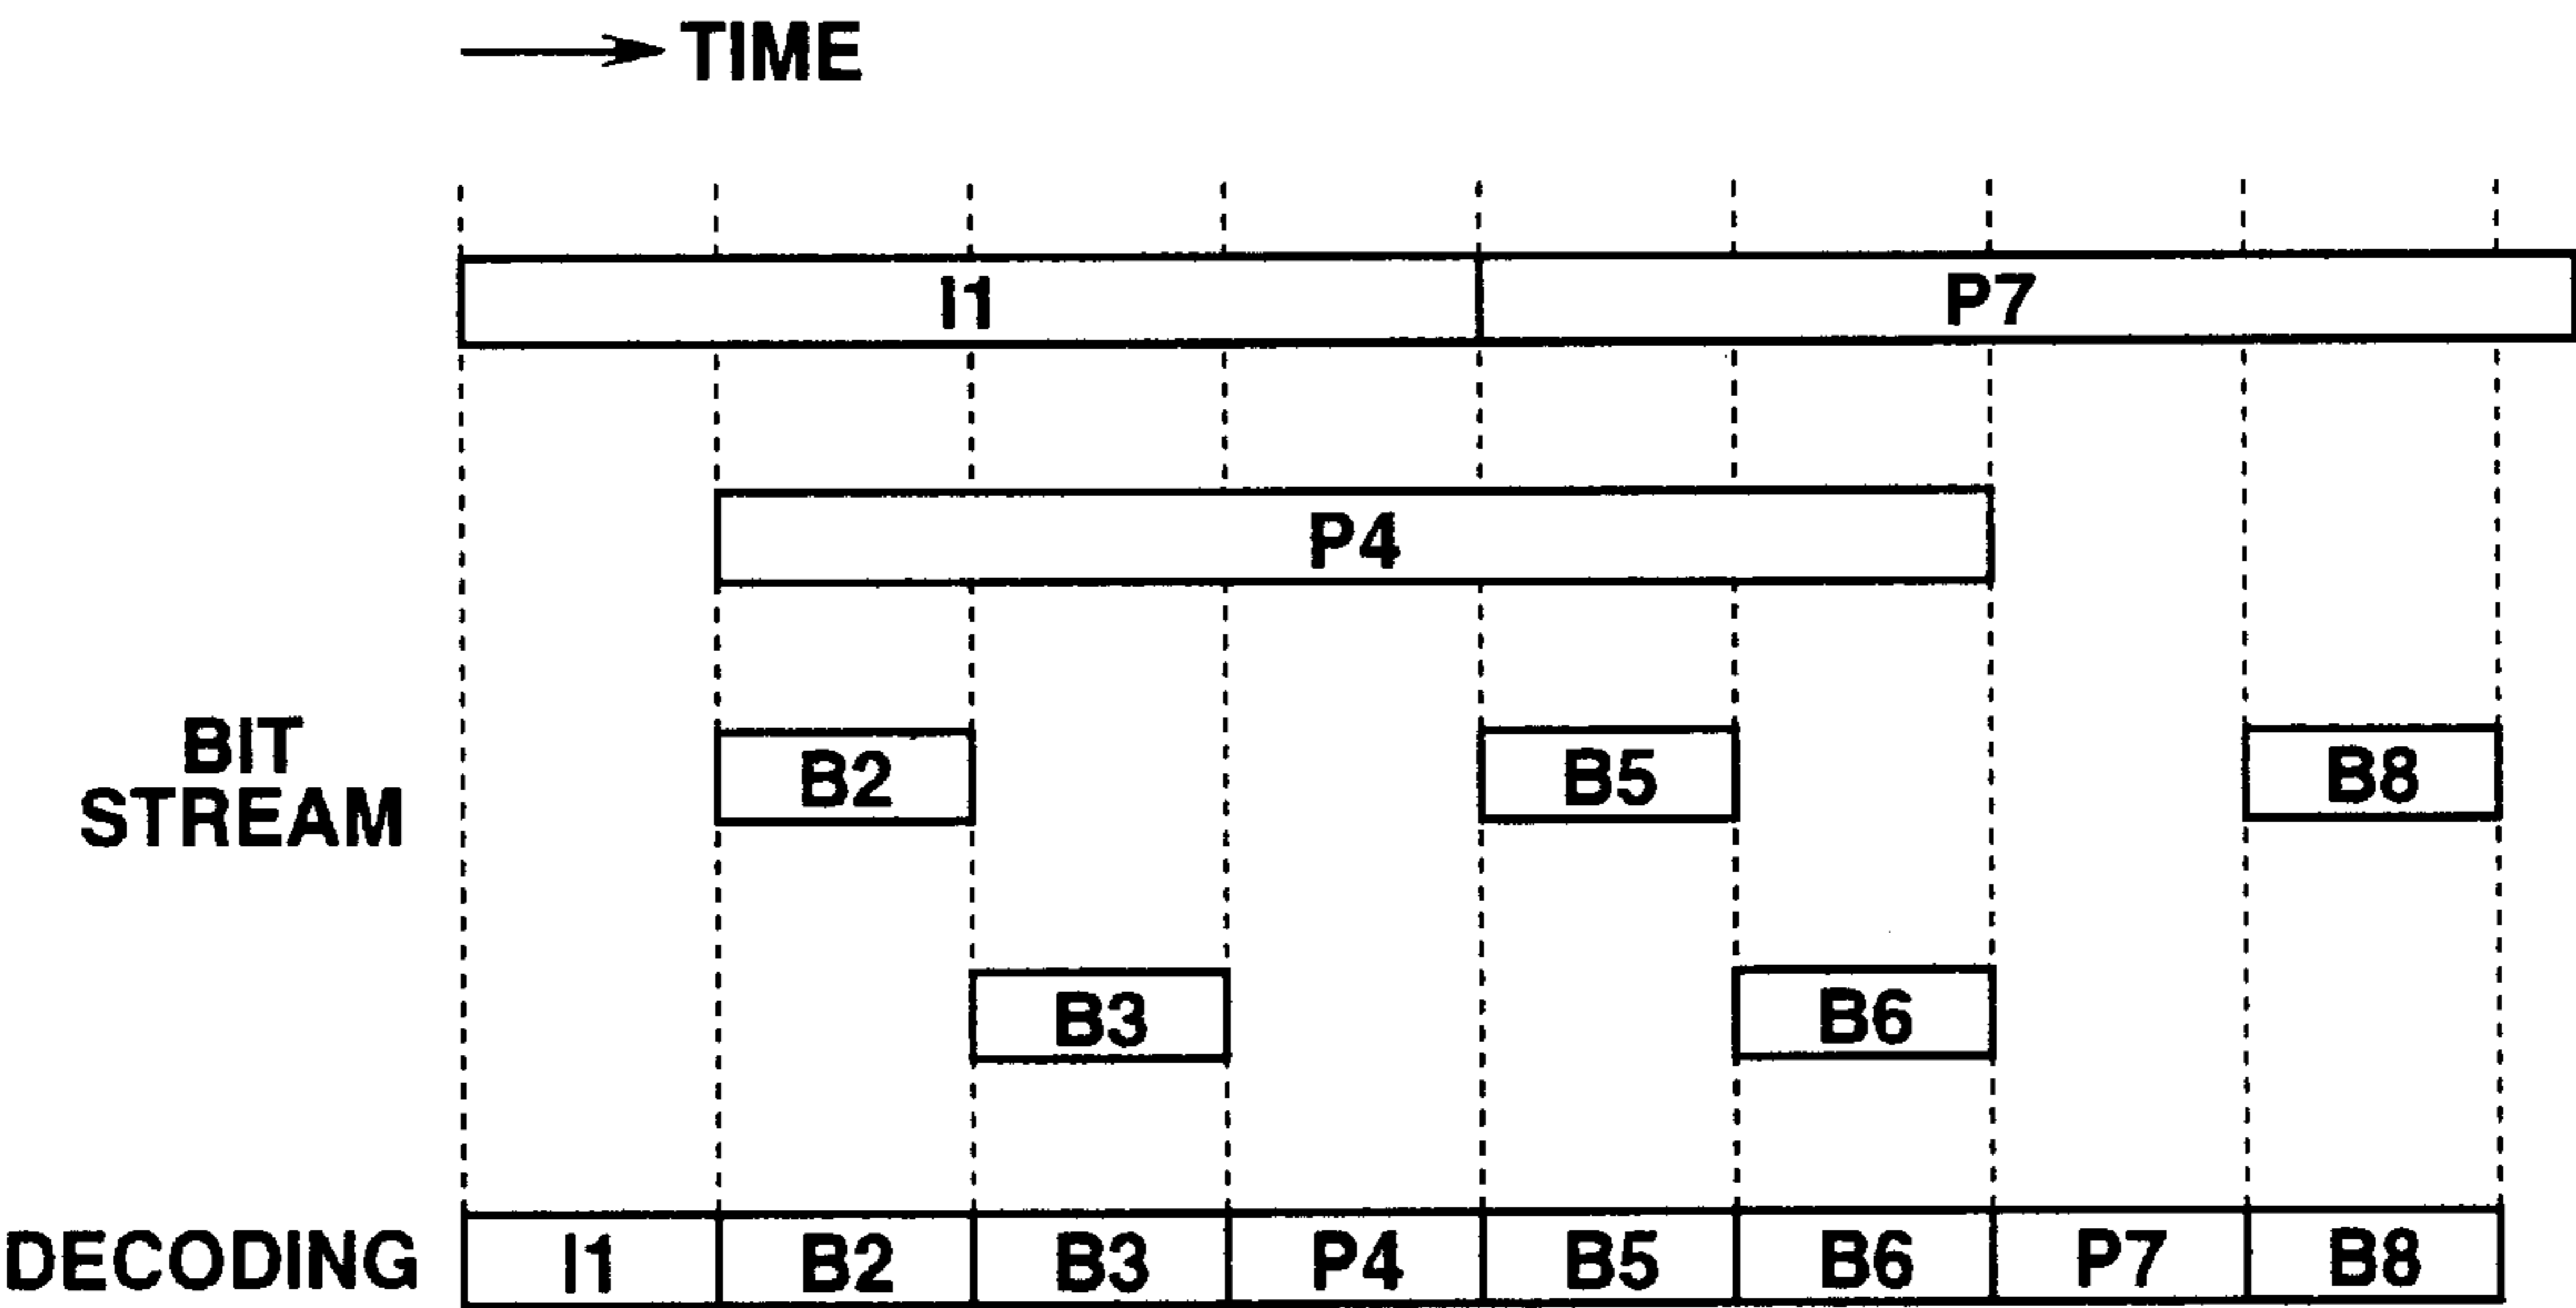 TIME
I1 P7
P4
B2 B5 B8
BIT
STREAM
B3 B6
DECODING I1 B2 B3 P4 B5 B6 P7 B8